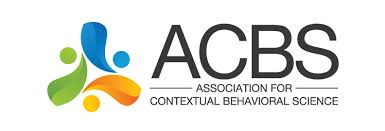 ACBS
ASSOCIATION FOR
CONTEXTUAL BEHAVIORAL SCIENCE